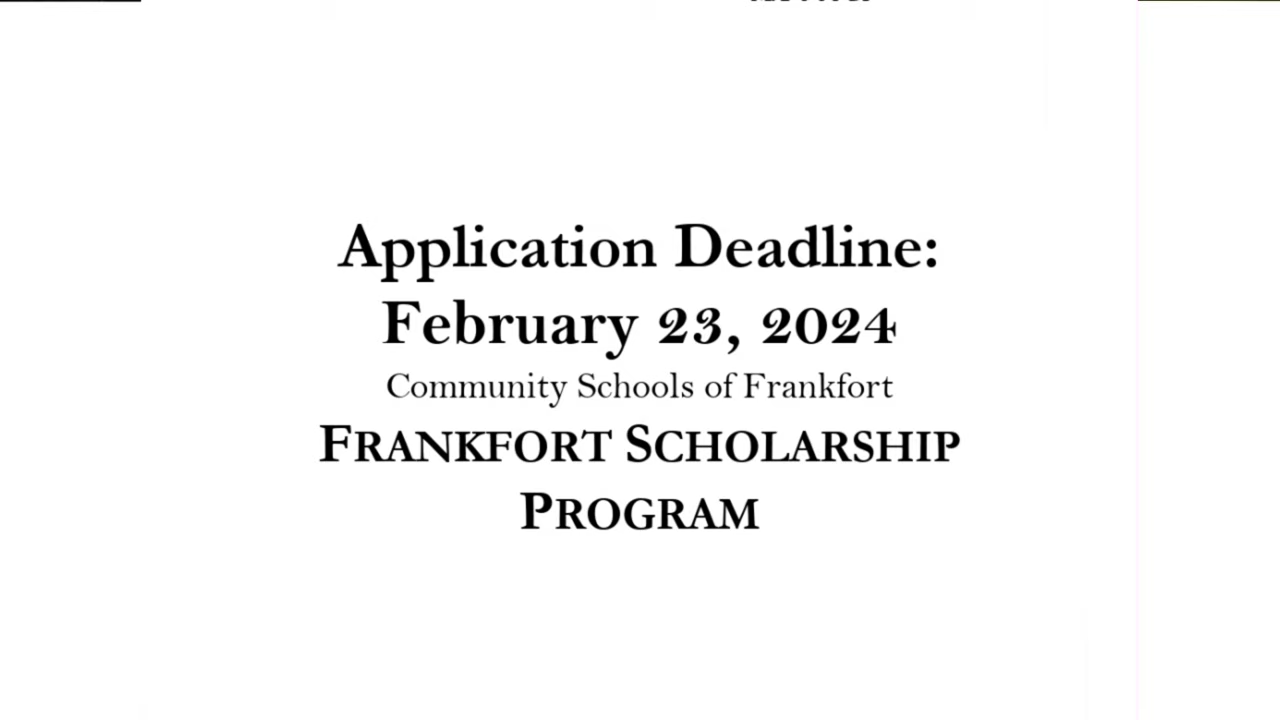 Application Deadline:
February 23, 2024
Community Schools of Frankfort
FRANKFORT SCHOLARSHIP
PROGRAM